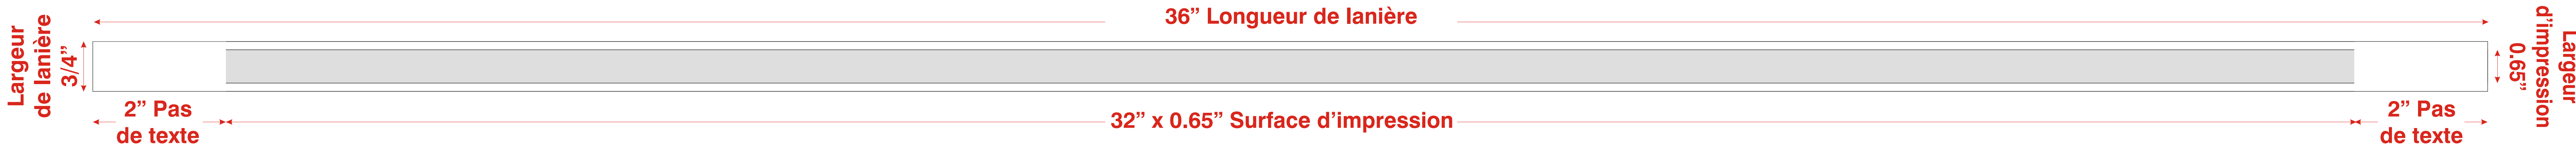 36” Longueur de lanière
Largeur
de lanière
3/4”
0.65”
Largeur
d’impression
2” Pas
de texte
32” x 0.65” Surface d’impression
2” Pas
de texte